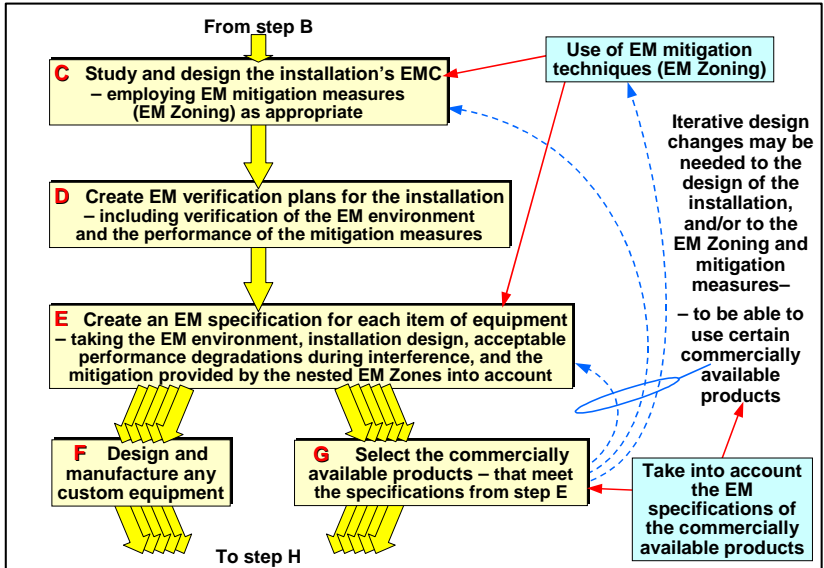 From step B
C Study and design the installation's EMC
– employing EM mitigation measures
(EM Zoning) as appropriate
Use of EM mitigation
techniques (EM Zoning)
Iterative design
changes may be
needed to the
design of the
installation,
and/or to the
EM Zoning and
mitigation
measures–
– to be able to
use certain
commercially
available
products
D Create EM verification plans for the installation
– including verification of the EM environment
and the performance of the mitigation measures
E Create an EM specification for each item of equipment
– taking the EM environment, installation design, acceptable
performance degradations during interference, and the
mitigation provided by the nested EM Zones into account
F Design and
manufacture any
custom equipment
G Select the commercially
available products – that meet
the specifications from step E
Take into account
the EM
specifications of
the commercially
available products
To step H